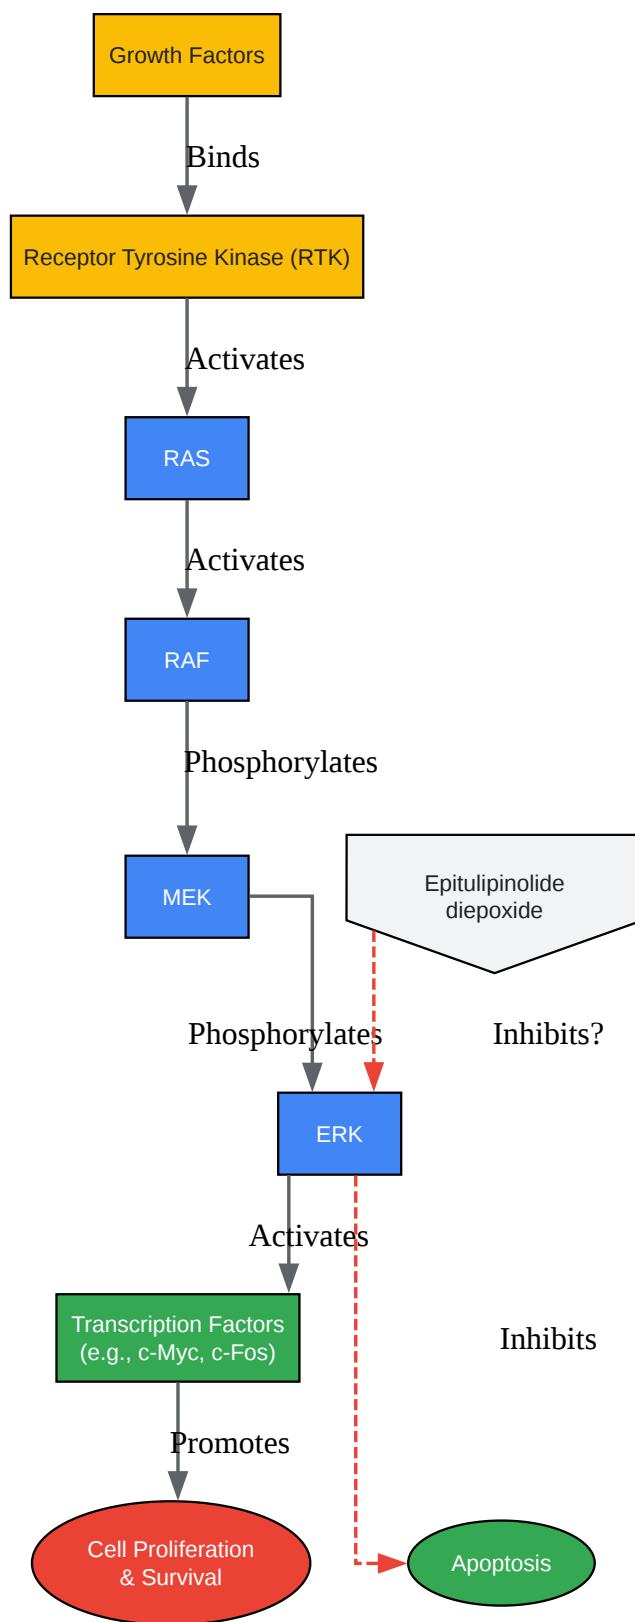 Growth Factors
Binds
Receptor Tyrosine Kinase (RTK)
Activates
RAS
Activates
RAF
Phosphorylates
MEK
Epitulipinolide
diepoxide
Phosphorylates
Inhibits?
ERK
Activates
Transcription Factors
(e.g., c-Myc, c-Fos)
Inhibits
Promotes
Cell Proliferation
& Survival
Apoptosis